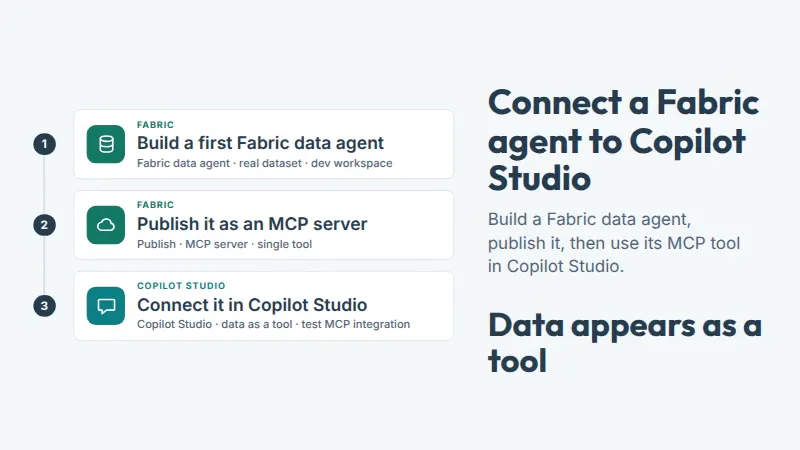 1
FABRIC
Build a first Fabric data agent
Fabric data agent · real dataset · dev workspace
2
FABRIC
Publish it as an MCP server
Publish · MCP server · single tool
3
COPILOT STUDIO
Connect it in Copilot Studio
Copilot Studio · data as a tool · test MCP integration
Connect a Fabric
agent to Copilot
Studio
Build a Fabric data agent,
publish it, then use its MCP tool
in Copilot Studio.
Data appears as a
tool